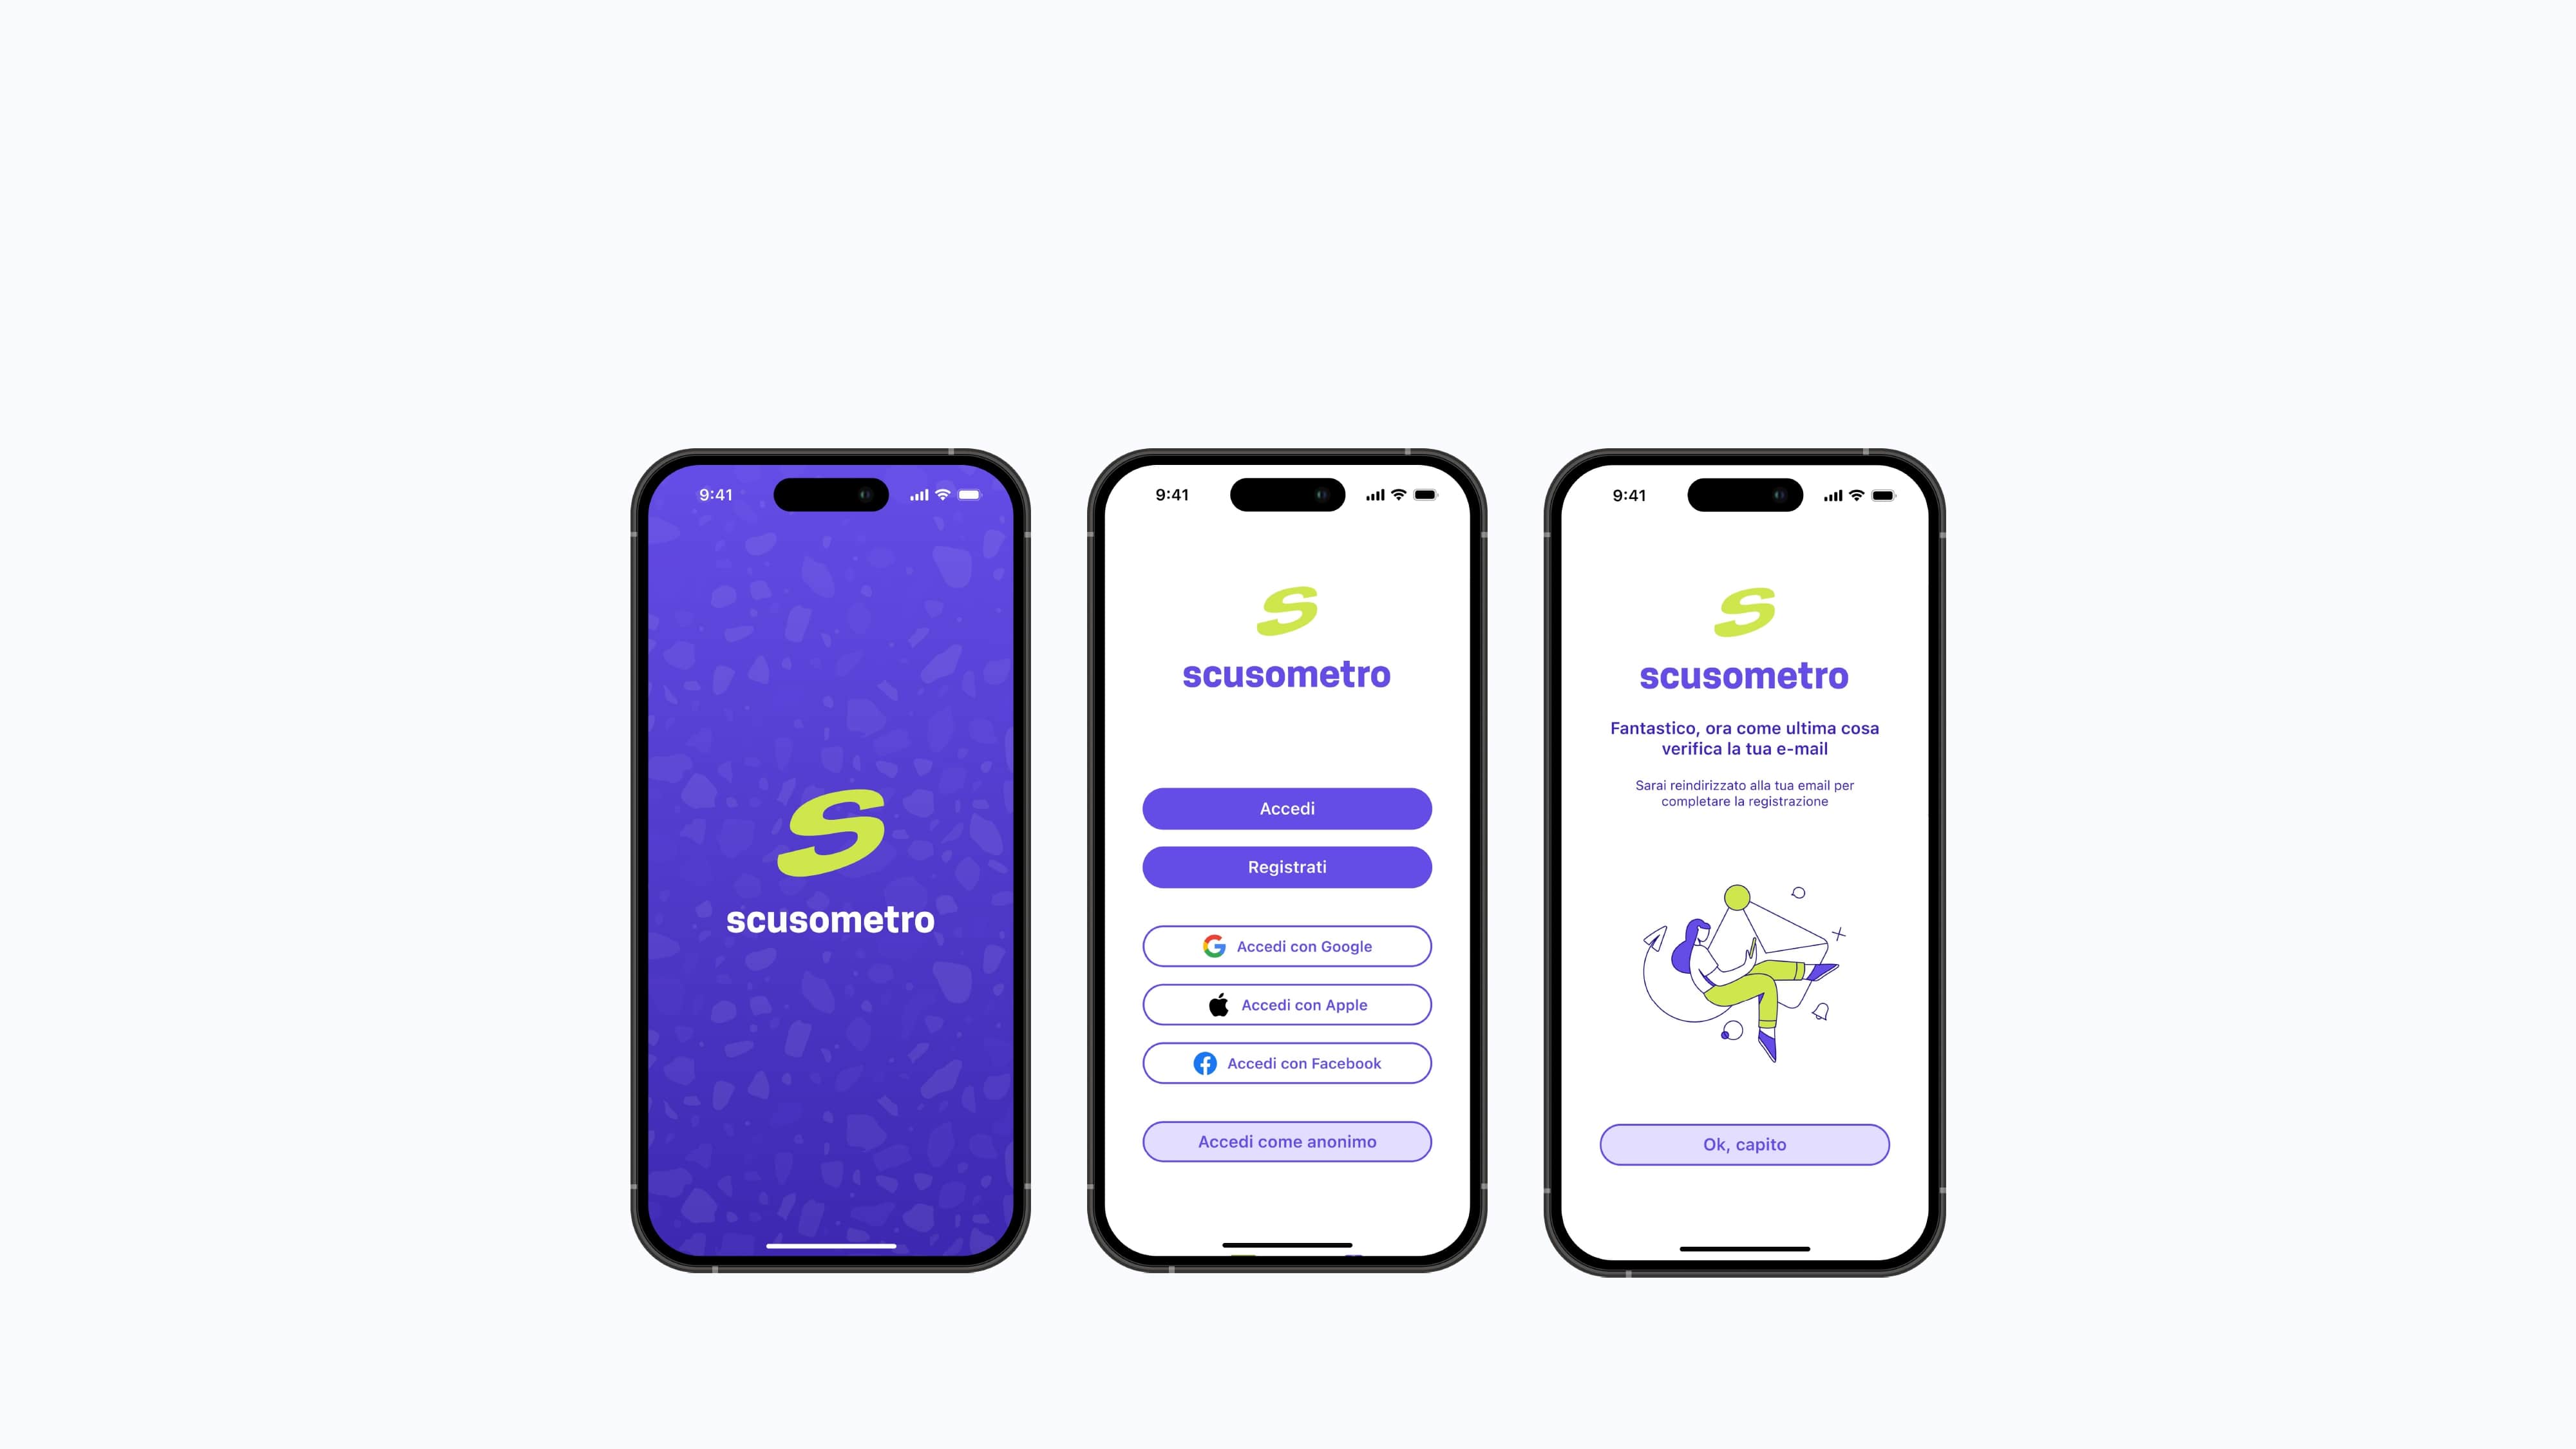 9:41
scusometro
9:41
scusometro
Accedi
Registrati
Accedi con Google
Accedi con Apple
Accedi con Facebook
Accedi come anonimo
9:41
scusometro
Fantastico, ora come ultima cosa
verifica la tua e-mail
Sarai reindirizzato alla tua email per
completare la registrazione
Ok, capito